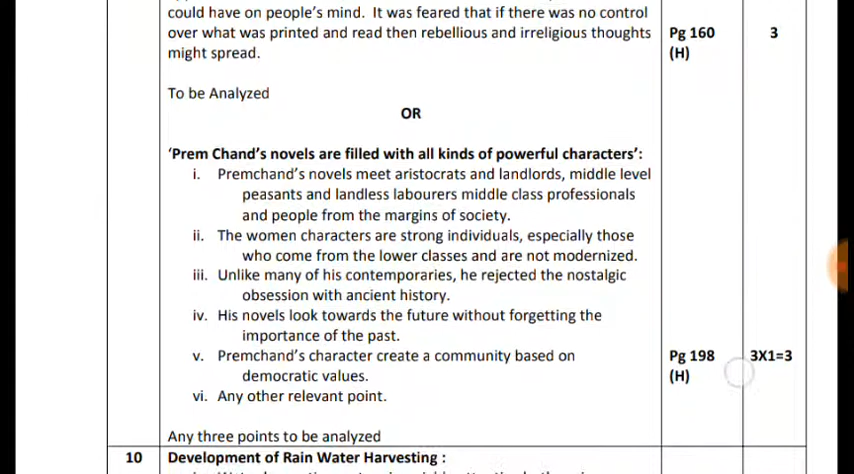 could have on people's mind. It was feared that if there was no control
over what was printed and read then rebellious and irreligious thoughts Pg 160 3
might spread. (H)
To be Analyzed
OR
'Prem Chand's novels are filled with all kinds of powerful characters':
i. Premchand's novels meet aristocrats and landlords, middle level
peasants and landless labourers middle class professionals
and people from the margins of society.
ii. The women characters are strong individuals, especially those
who come from the lower classes and are not modernized.
iii. Unlike many of his contemporaries, he rejected the nostalgic
obsession with ancient history.
iv. His novels look towards the future without forgetting the
importance of the past.
v. Premchand's character create a community based on Pg 198 3X1=3
democratic values. (H)
vi. Any other relevant point.
Any three points to be analyzed
10 Development of Rain Water Harvesting :